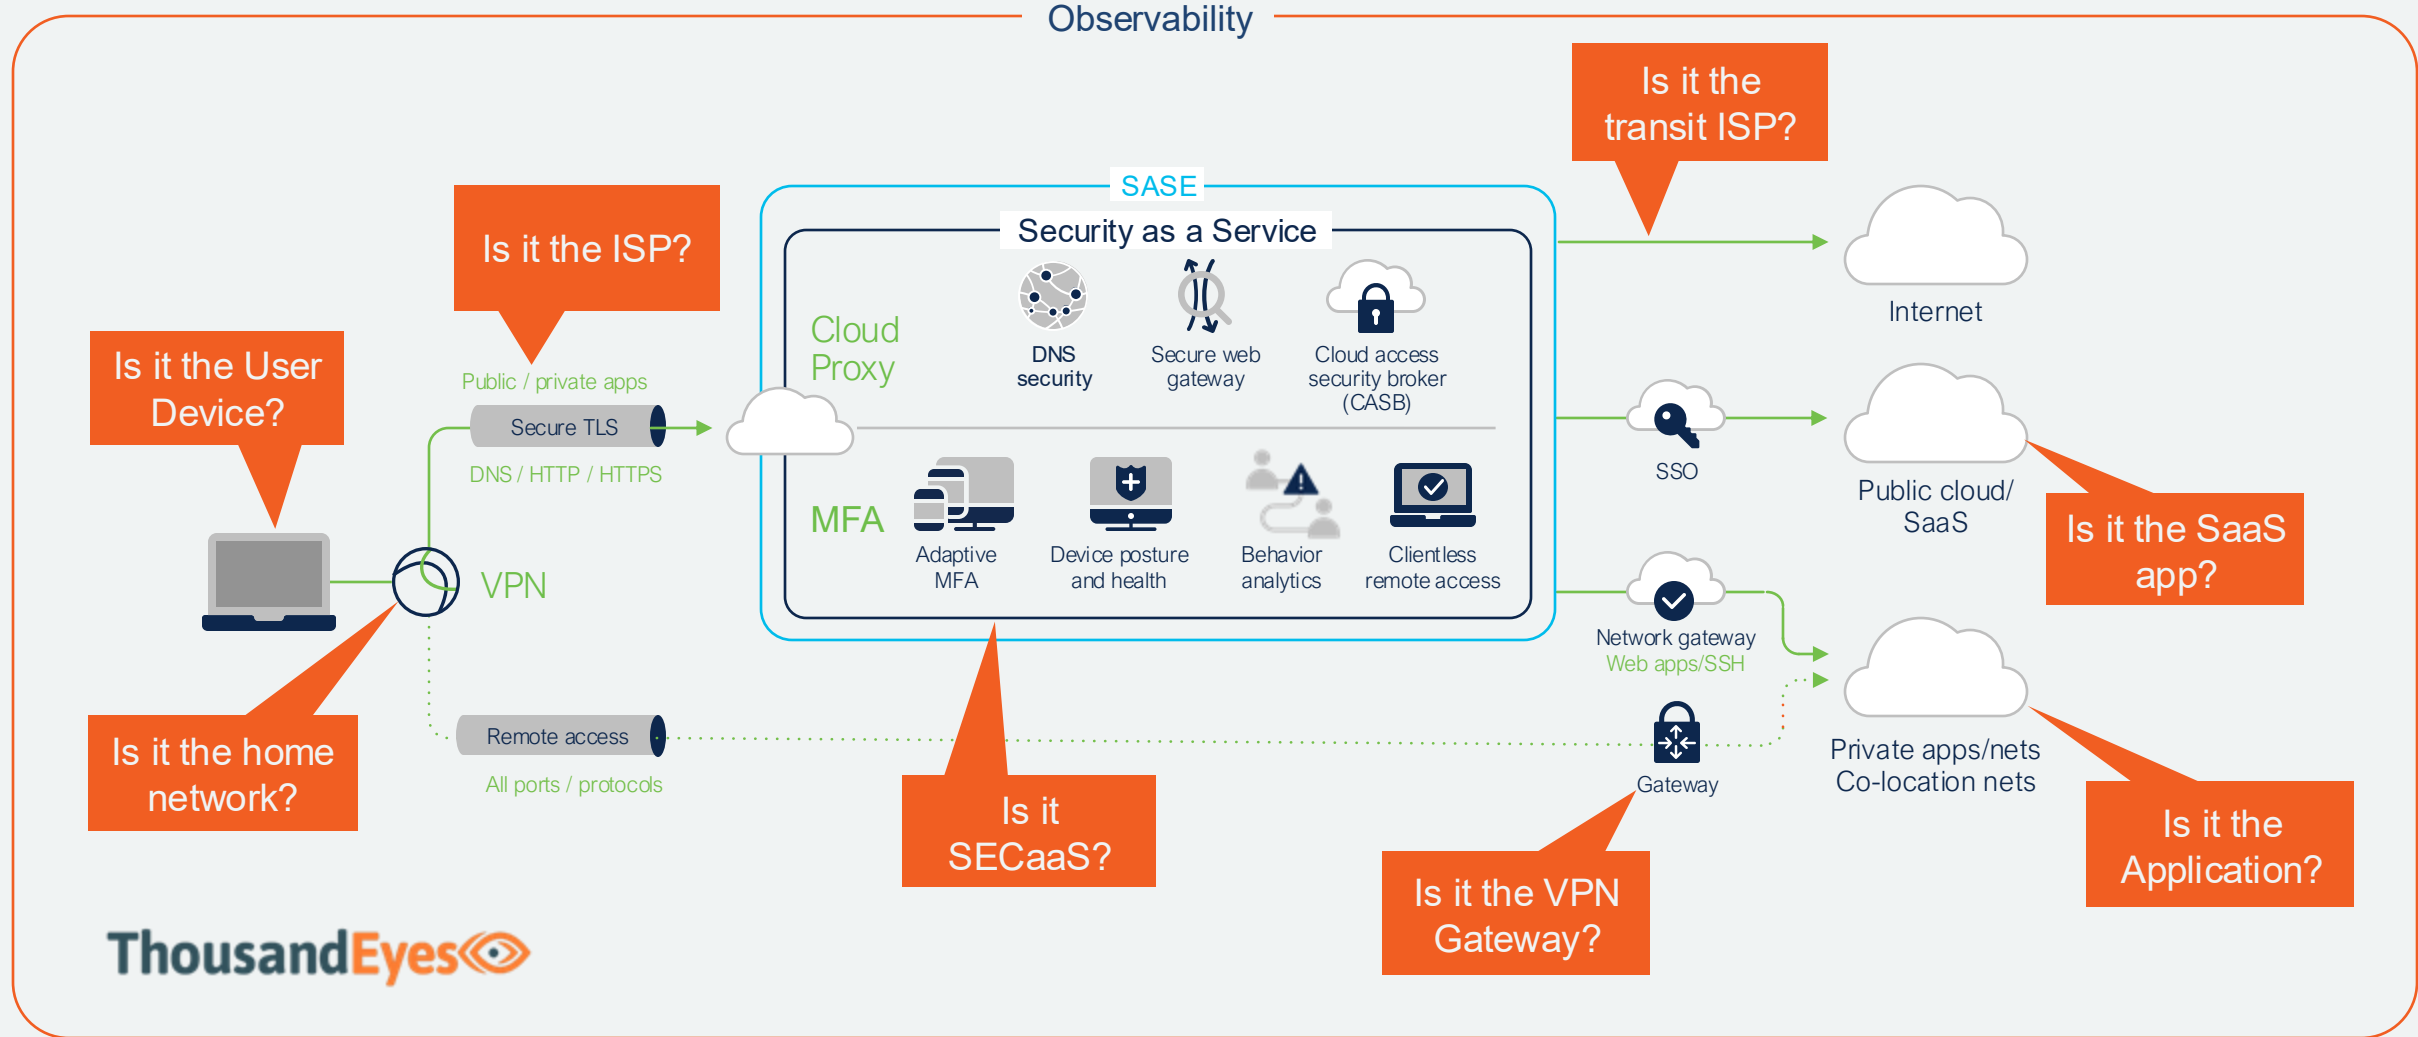 Observability
Is it the
transit ISP?
SASE
Security as a Service
Is it the ISP?
Cloud
Proxy
DNS
security
Secure web
gateway
Cloud access
security broker
(CASB)
Internet
Is it the User
Device?
Public / private apps
Secure TLS
DNS / HTTP / HTTPS
MFA
Adaptive
MFA
Device posture
and health
Behavior
analytics
Clientless
remote access
SSO
Public cloud/
SaaS
Is it the SaaS
app?
VPN
Network gateway
Web apps/SSH
Is it the home
network?
Remote access
All ports / protocols
Is it
SECaaS?
Gateway
Private apps/nets
Co-location nets
Is it the VPN
Gateway?
Is it the
Application?
ThousandEyes